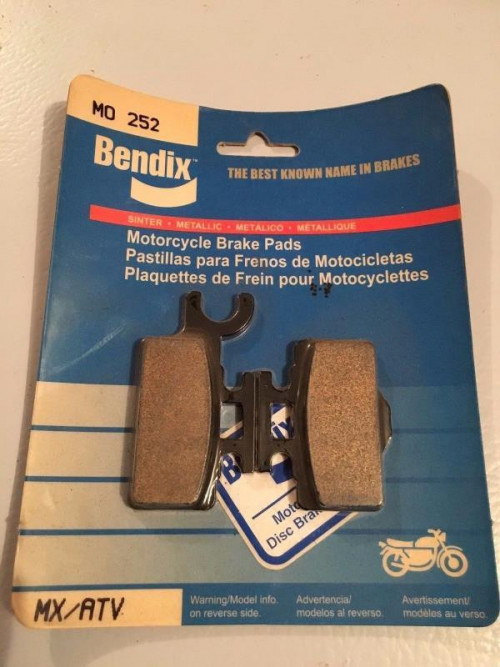 MO 252
Bendix™
THE BEST KNOWN NAME IN BRAKES
SINTER • METALLIC • METALICO • MÉTALLIQUE
Motorcycle Brake Pads
Pastillas para Frenos de Motocicletas
Plaquettes de Frein pour Motocyclettes
Disc
MX/ATV
Warning/Model info. on reverse side.
Advertencia/ modelos al reverso.
Avertissement/ modèles au verso.